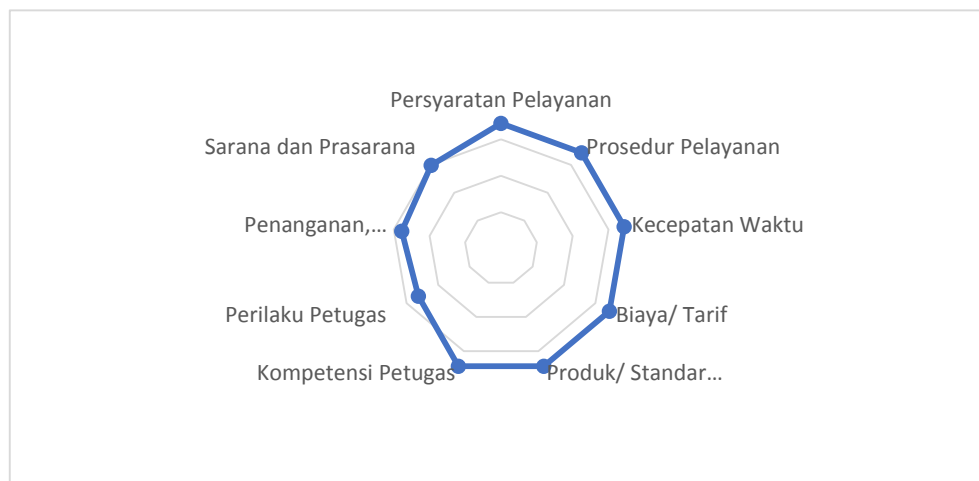 Persyaratan Pelayanan
Prosedur Pelayanan
Kecepatan Waktu
Biaya/ Tarif
Produk/ Standar...
Kompetensi Petugas
Perilaku Petugas
Penanganan,...
Sarana dan Prasarana